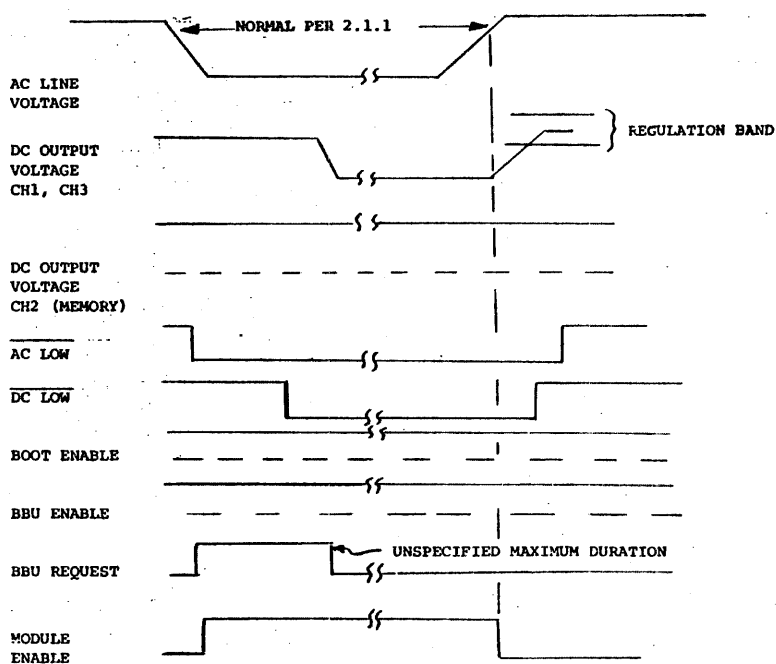 NORMAL PER 2.1.1
AC LINE
VOLTAGE
REGULATION BAND
DC OUTPUT
VOLTAGE
CH1, CH3
DC OUTPUT
VOLTAGE
CH2 (MEMORY)
AC LOW
DC LOW
BOOT ENABLE
BBU ENABLE
UNSPECIFIED MAXIMUM DURATION
BBU REQUEST
MODULE
ENABLE